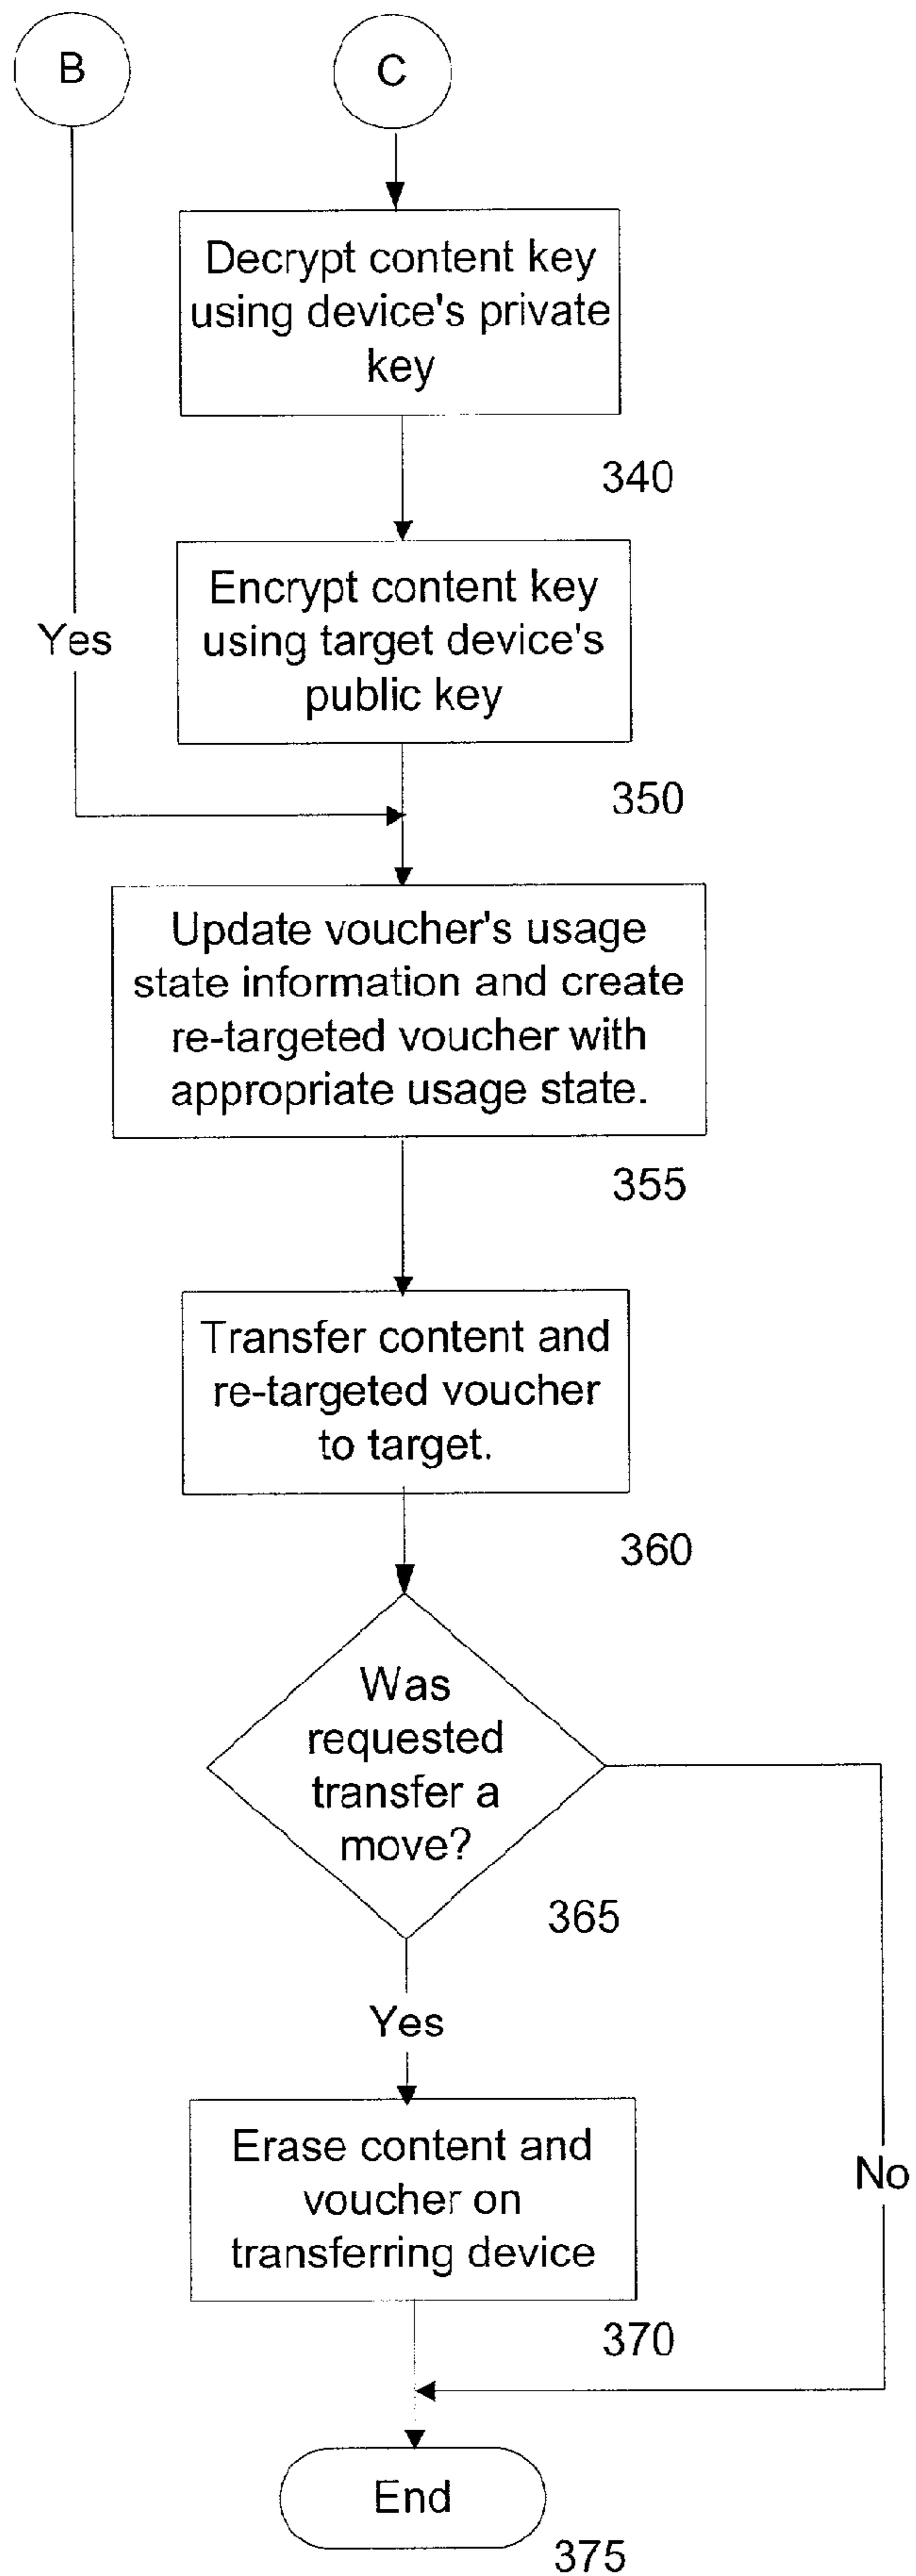 B
C
Decrypt content key
using device's private
key
340
Encrypt content key
using target device's
public key
Yes
350
Update voucher's usage
state information and create
re-targeted voucher with
appropriate usage state.
355
Transfer content and
re-targeted voucher
to target.
360
Was
requested
transfer a
move?
365
Yes
Erase content and
voucher on
transferring device
No
370
End
375